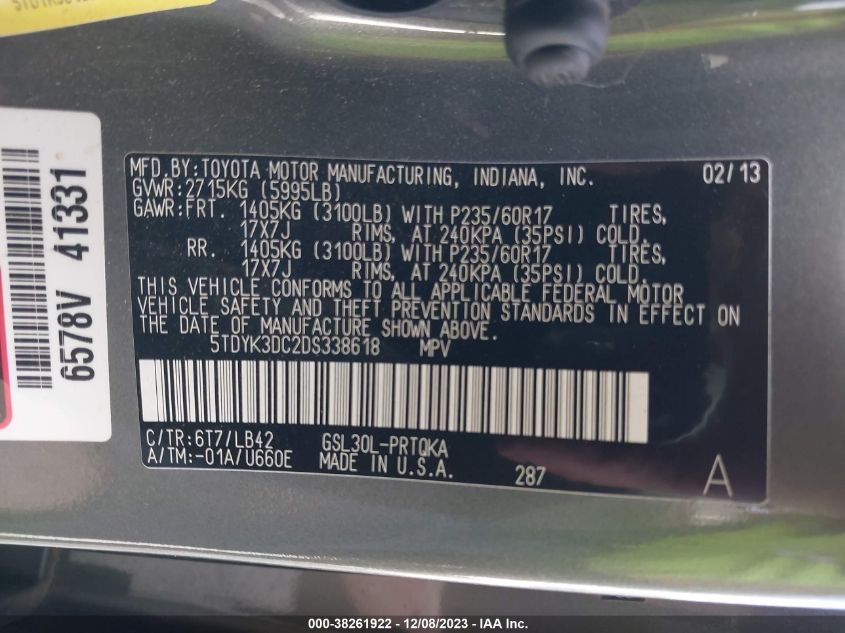 6578V 41331
MFD.BY:TOYOTA MOTOR MANUFACTURING, INDIANA, INC. 02/13
GVWR:2715KG (5995LB)
GAWR:FRT. 1405KG (3100LB) WITH P235/60R17 TIRES,
17X7J RIMS, AT 240KPA (35PSI) COLD.
RR. 1405KG (3100LB) WITH P235/60R17 TIRES,
17X7J RIMS, AT 240KPA (35PSI) COLD.
THIS VEHICLE CONFORMS TO ALL APPLICABLE FEDERAL MOTOR
VEHICLE SAFETY AND THEFT PREVENTION STANDARDS IN EFFECT ON
THE DATE OF MANUFACTURE SHOWN ABOVE.
5TDYK3DC2DS338618 MPV
C/TR:6T7/LB42 GSL30L-PRTQKA
A/TM:-01A/U660E MADE IN U.S.A. 287 A
000-38261922 - 12/08/2023 - IAA Inc.